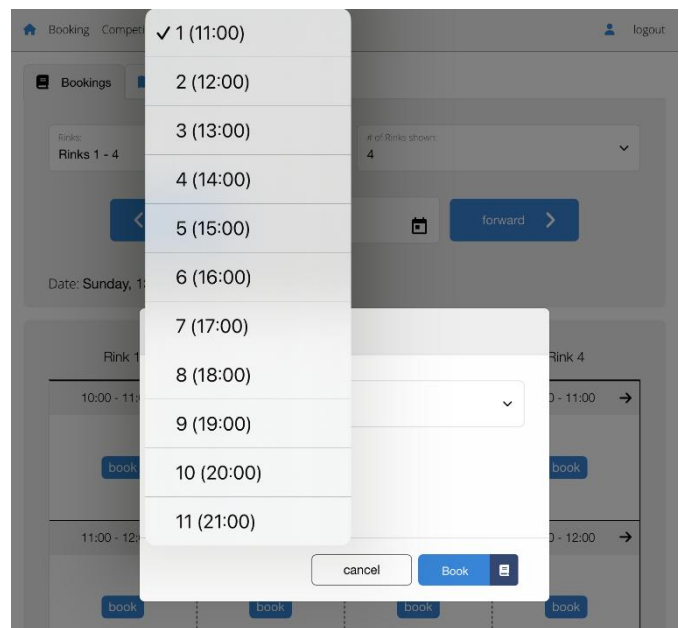 Booking Competi
logout
Bookings
Rinks:
Rinks 1 - 4
# of Rinks shown:
4
forward
Date: Sunday, 1
✓ 1 (11:00)
2 (12:00)
3 (13:00)
4 (14:00)
5 (15:00)
6 (16:00)
7 (17:00)
8 (18:00)
9 (19:00)
10 (20:00)
11 (21:00)
Rink 1
Rink 4
10:00 - 11:
0 - 11:00 →
book
book
11:00 - 12:
0 - 12:00 →
cancel
Book
book
book
book
book